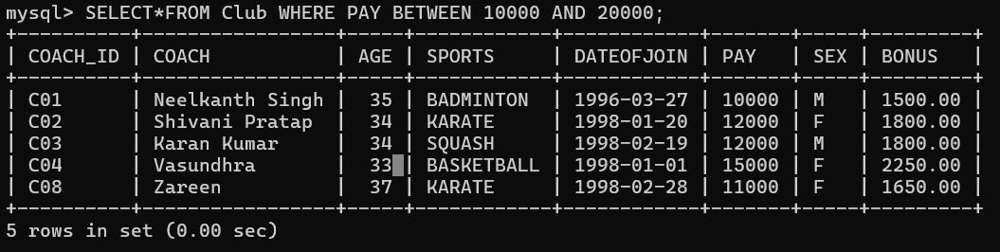 mysql> SELECT*FROM Club WHERE PAY BETWEEN 10000 AND 20000;
+----------+-----------------+-----+------------+------------+-------+-----+---------+
| COACH_ID | COACH           | AGE | SPORTS     | DATEOFJOIN | PAY   | SEX | BONUS   |
+----------+-----------------+-----+------------+------------+-------+-----+---------+
| C01      | Neelkanth Singh | 35 | BADMINTON  | 1996-03-27 | 10000 | M   | 1500.00 |
| C02      | Shivani Pratap  | 34 | KARATE     | 1998-01-20 | 12000 | F   | 1800.00 |
| C03      | Karan Kumar     | 34 | SQUASH     | 1998-02-19 | 12000 | M   | 1800.00 |
| C04      | Vasundhra       | 33 | BASKETBALL | 1998-01-01 | 15000 | F   | 2250.00 |
| C08      | Zareen          | 37 | KARATE     | 1998-02-28 | 11000 | F   | 1650.00 |
+----------+-----------------+-----+------------+------------+-------+-----+---------+
5 rows in set (0.00 sec)